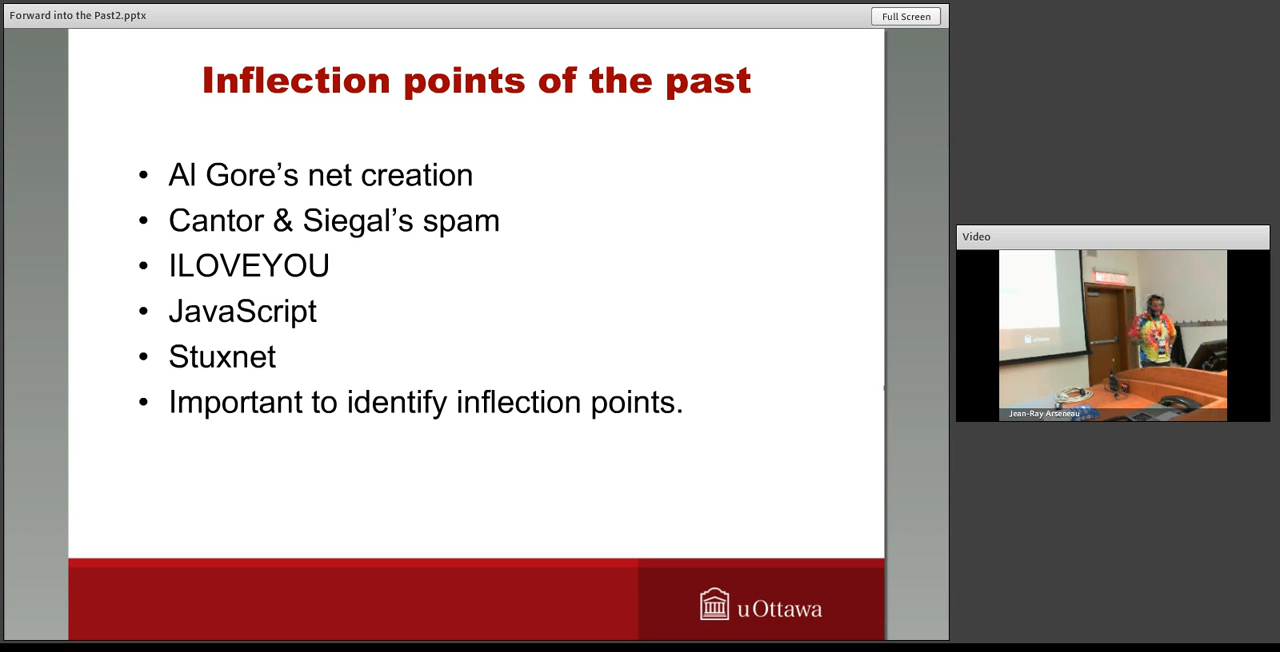 Forward into the Past2.pptx
Full Screen
Inflection points of the past
• Al Gore’s net creation
• Cantor & Siegal’s spam
• ILOVEYOU
• JavaScript
• Stuxnet
• Important to identify inflection points.
uOttawa
Video
uOttawa
Jean-Ray Arseneau